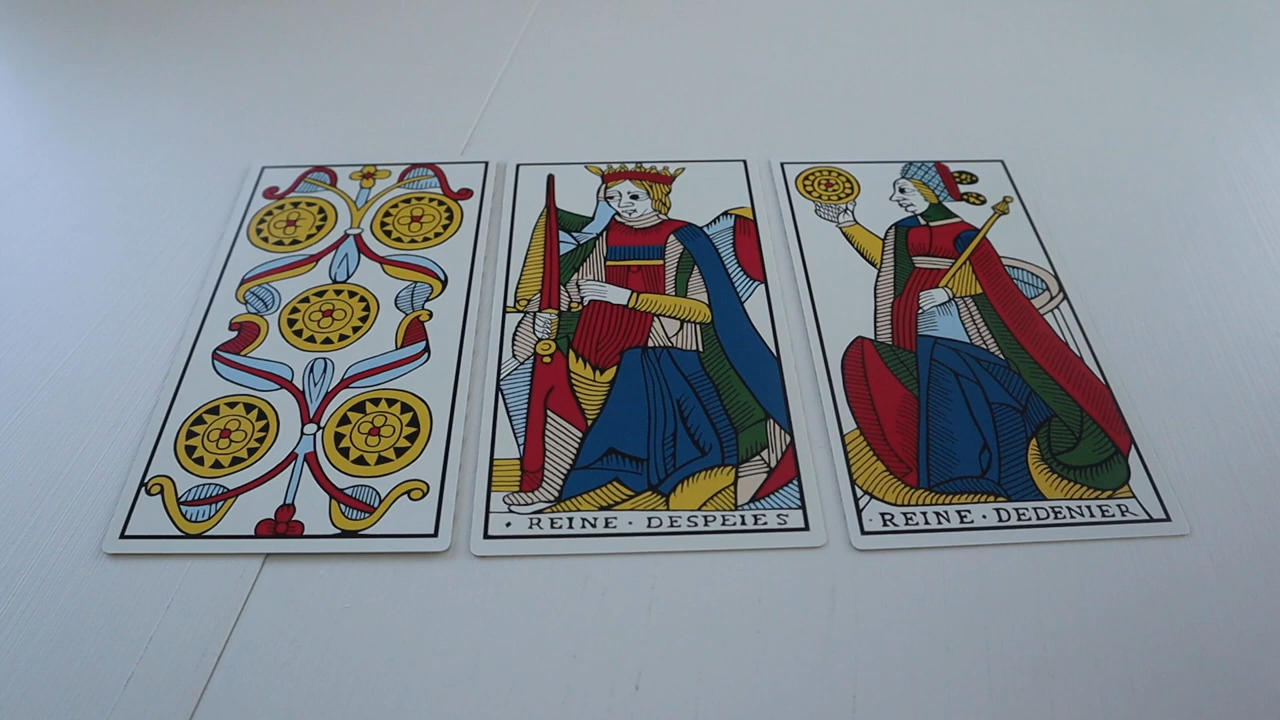 · REINE · DESPEIES
· REINE · DEDENIER